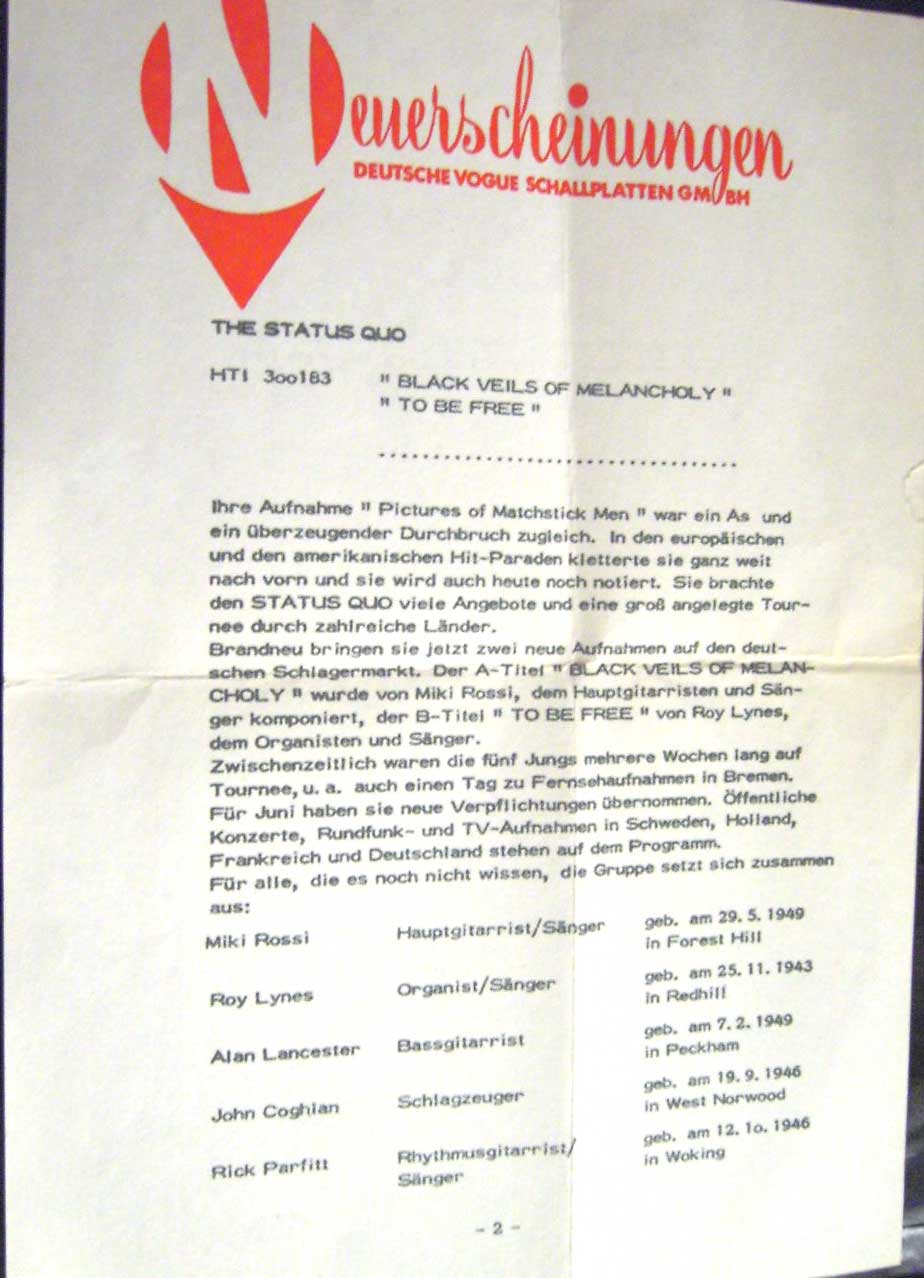 Neuerscheinungen
DEUTSCHE VOGUE SCHALLPLATTEN GMBH
THE STATUS QUO
HTI 3oo183 " BLACK VEILS OF MELANCHOLY "
" TO BE FREE "
...................................
Ihre Aufnahme " Pictures of Matchstick Men " war ein As und
ein überzeugender Durchbruch zugleich. In den europäischen
und den amerikanischen Hit-Paraden kletterte sie ganz weit
nach vorn und sie wird auch heute noch notiert. Sie brachte
den STATUS QUO viele Angebote und eine groß angelegte Tour-
nee durch zahlreiche Länder.
Brandneu bringen sie jetzt zwei neue Aufnahmen auf den deut-
schen Schlagermarkt. Der A-Titel " BLACK VEILS OF MELAN-
CHOLY " wurde von Miki Rossi, dem Hauptgitarristen und Sän-
ger komponiert, der B-Titel " TO BE FREE " von Roy Lynes,
dem Organisten und Sänger.
Zwischenzeitlich waren die fünf Jungs mehrere Wochen lang auf
Tournee, u. a. auch einen Tag zu Fernsehaufnahmen in Bremen.
Für Juni haben sie neue Verpflichtungen übernommen. Öffentliche
Konzerte, Rundfunk- und TV-Aufnahmen in Schweden, Holland,
Frankreich und Deutschland stehen auf dem Programm.
Für alle, die es noch nicht wissen, die Gruppe setzt sich zusammen
aus:
Miki Rossi Hauptgitarrist/Sänger geb. am 29. 5. 1949
in Forest Hill
Roy Lynes Organist/Sänger geb. am 25. 11. 1943
in Redhill
Alan Lancester Bassgitarrist geb. am 7. 2. 1949
in Peckham
John Coghlan Schlagzeuger geb. am 19. 9. 1946
in West Norwood
Rick Parfitt Rhythmusgitarrist/ geb. am 12. 1o. 1946
Sänger in Woking
- 2 -